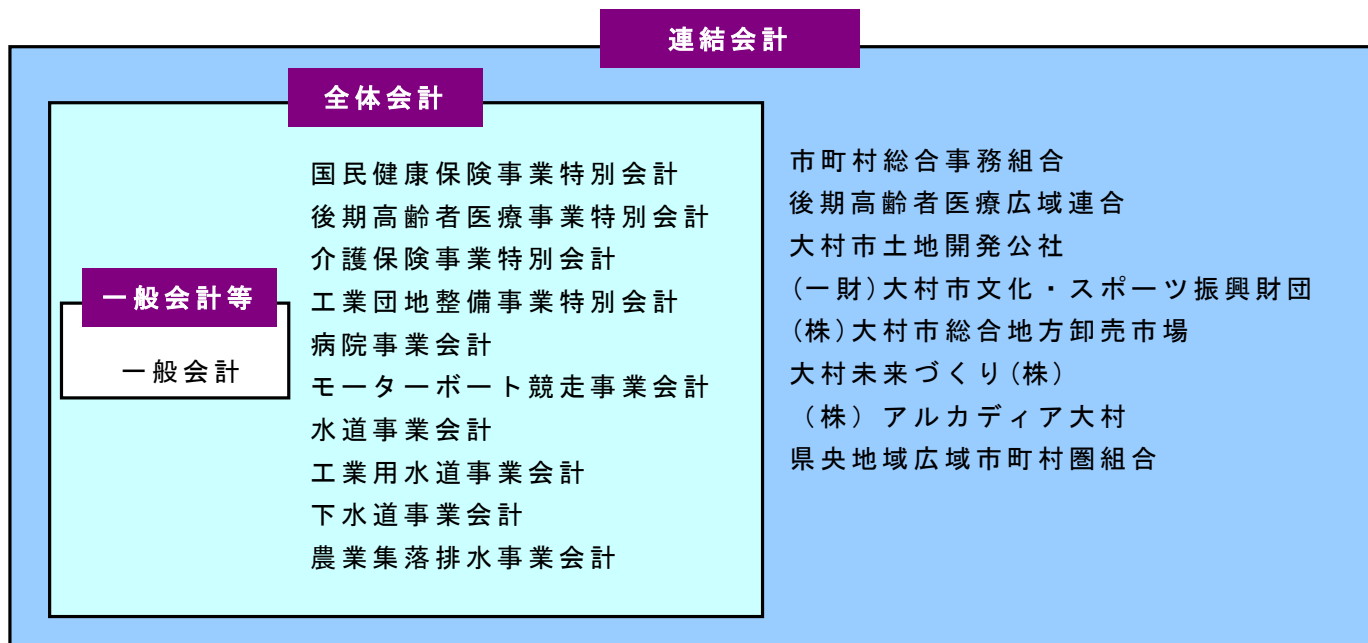 連結会計
全体会計
一般会計等
一般会計
国民健康保険事業特別会計
後期高齢者医療事業特別会計
介護保険事業特別会計
工業団地整備事業特別会計
病院事業会計
モーターボート競走事業会計
水道事業会計
工業用水道事業会計
下水道事業会計
農業集落排水事業会計
市町村総合事務組合
後期高齢者医療広域連合
大村市土地開発公社
(一財)大村市文化・スポーツ振興財団
(株)大村市総合地方卸売市場
大村未来づくり(株)
(株) アルカディア大村
県央地域広域市町村圏組合